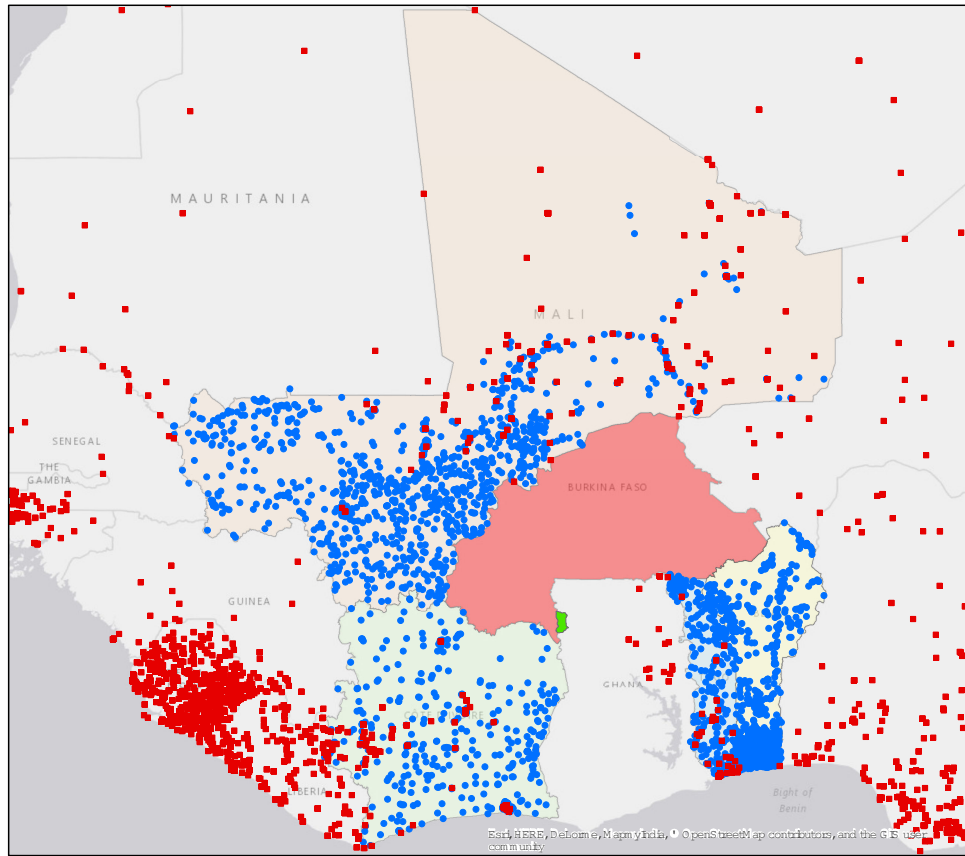 MAURITANIA
MALI
SENEGAL
THE
GAMBIA
BURKINA FASO
GUINEA
GHANA
LIBERIA
Bight of
Benin
Esri, HERE, DeLorme, MapmyIndia, © OpenStreetMap contributors, and the GIS user
community